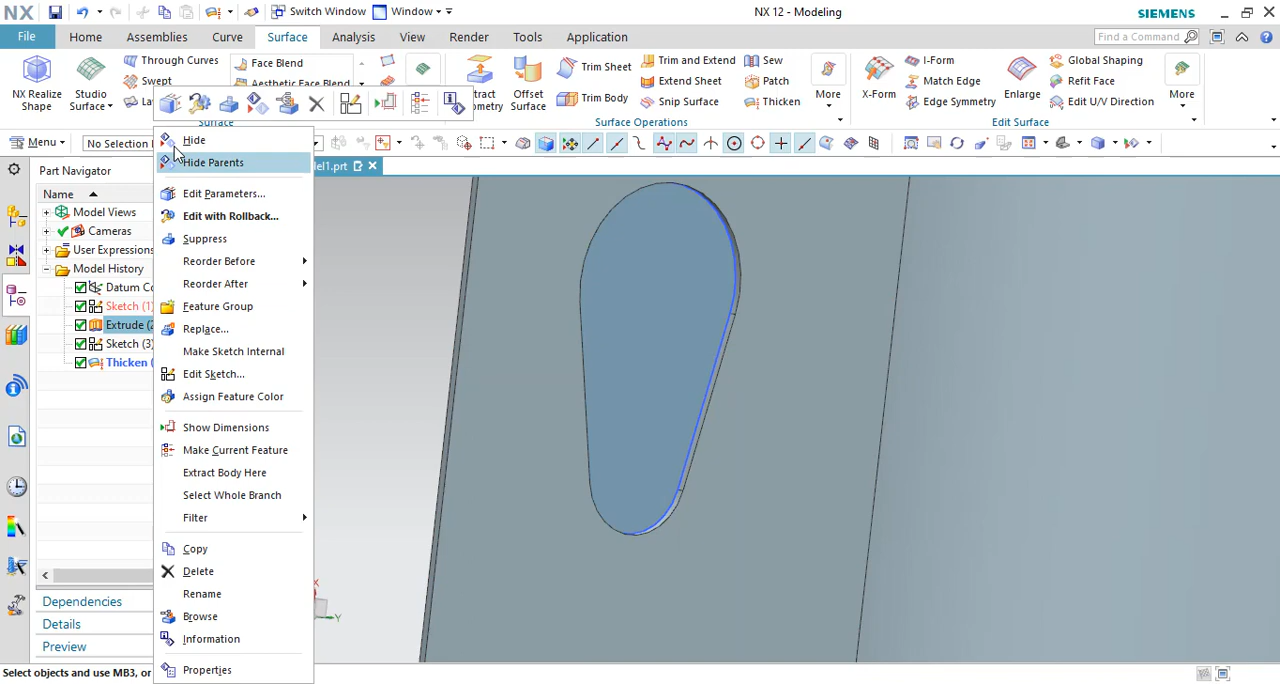 NX
Switch Window
Window
NX 12 - Modeling
SIEMENS
File
Home
Assemblies
Curve
Surface
Analysis
View
Render
Tools
Application
Find a Command
NX Realize Shape
Studio Surface
Through Curves
Swept
Face Blend
Aesthetic Face Blend
Offset Surface
Trim Sheet
Trim Body
Trim and Extend
Extend Sheet
Snip Surface
Sew
Patch
Thicken
More
X-Form
I-Form
Match Edge
Edge Symmetry
Enlarge
Global Shaping
Refit Face
Edit U/V Direction
More
Surface
Surface Operations
Edit Surface
Menu
No Selection
del1.prt
Part Navigator
Name
Model Views
Cameras
User Expressions
Model History
Datum Co
Sketch (1)
Extrude (2
Sketch (3)
Thicken (
Dependencies
Details
Preview
Hide
Hide Parents
Edit Parameters...
Edit with Rollback...
Suppress
Reorder Before
Reorder After
Feature Group
Replace...
Make Sketch Internal
Edit Sketch...
Assign Feature Color
Show Dimensions
Make Current Feature
Extract Body Here
Select Whole Branch
Filter
Copy
Delete
Rename
Browse
Information
Properties
X
Y
Select objects and use MB3, or